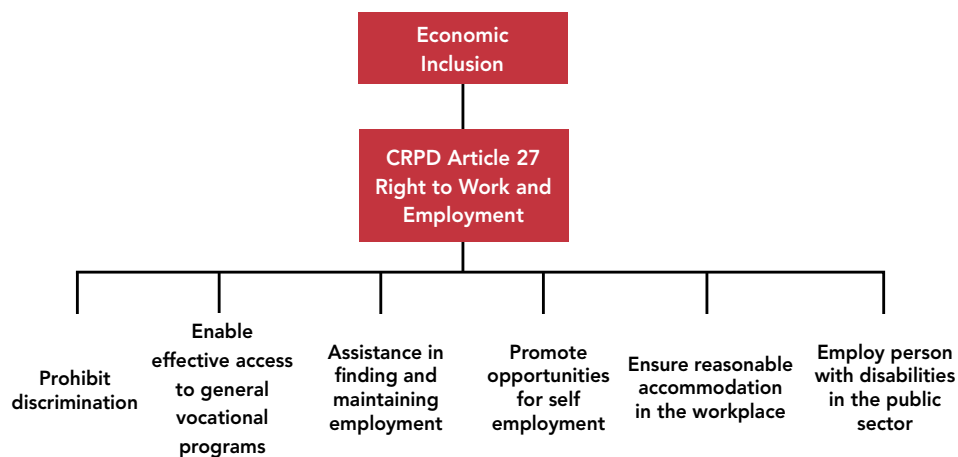 Economic
Inclusion
CRPD Article 27
Right to Work and
Employment
Prohibit
discrimination
Enable
effective access
to general
vocational
programs
Assistance in
finding and
maintaining
employment
Promote
opportunities
for self
employment
Ensure reasonable
accommodation
in the workplace
Employ person
with disabilities
in the public
sector